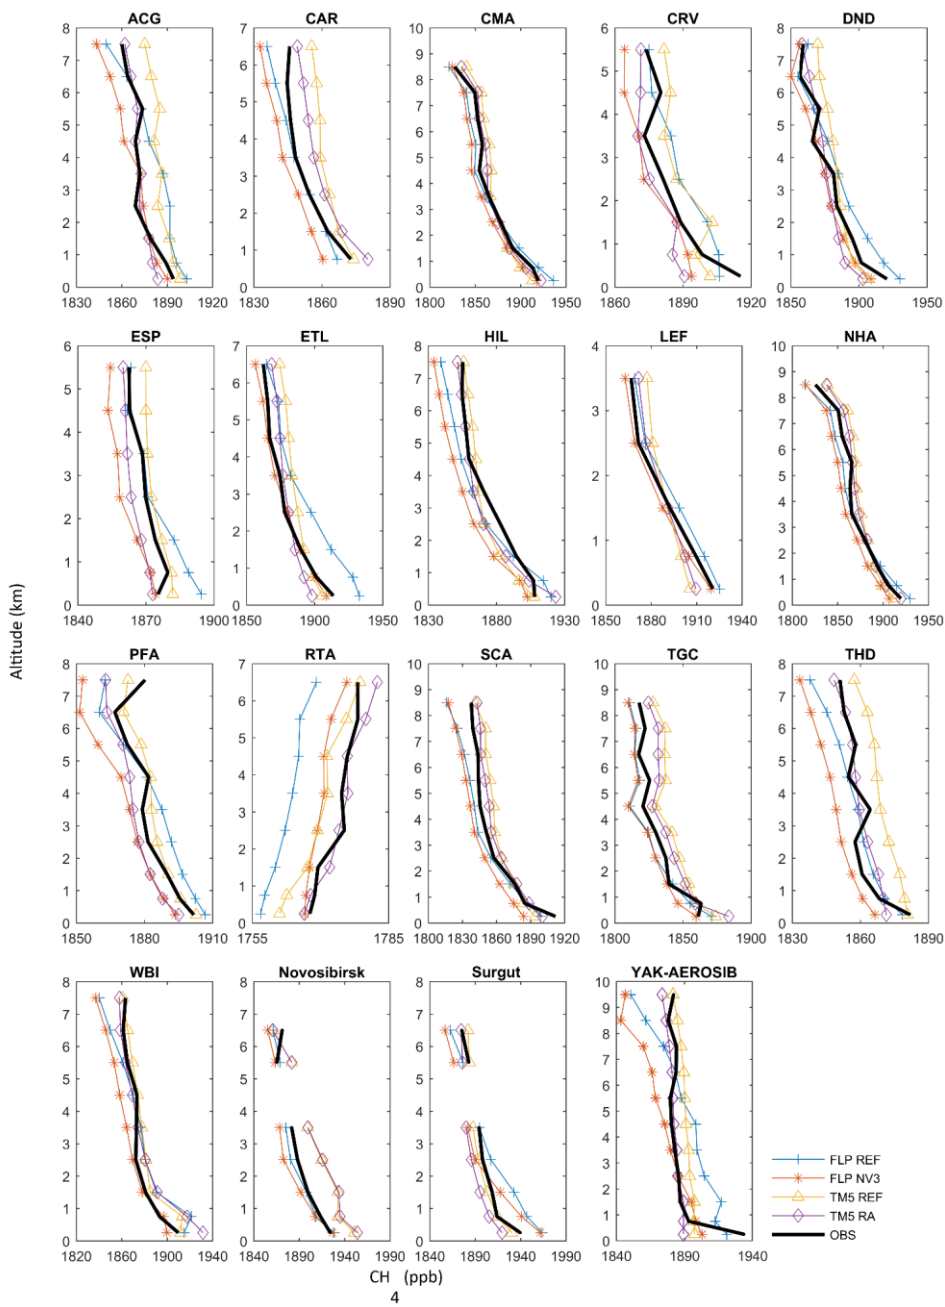 ACG CAR CMA CRV DND
8 7 6 5 4 3 2 1 0
1830 1860 1890 1920
7 6 5 4 3 2 1 0
1830 1860 1890
10 9 8 7 6 5 4 3 2 1 0
1800 1850 1900 1950
6 5 4 3 2 1 0
1860 1890 1920
8 7 6 5 4 3 2 1 0
1850 1900 1950
ESP ETL HIL LEF NHA
6 5 4 3 2 1 0
1840 1870 1900
7 6 5 4 3 2 1 0
1850 1900 1950
8 7 6 5 4 3 2 1 0
1830 1860 1890 1930
4 3 2 1 0
1850 1880 1910 1940
10 9 8 7 6 5 4 3 2 1 0
1800 1850 1900 1950
Altitude (km)
PFA RTA SCA TGC THD
8 7 6 5 4 3 2 1 0
1850 1880 1910
7 6 5 4 3 2 1 0
1755 1785
10 9 8 7 6 5 4 3 2 1 0
1800 1830 1860 1890 1920
10 9 8 7 6 5 4 3 2 1 0
1800 1850 1900
8 7 6 5 4 3 2 1 0
1830 1860 1890
WBI Novosibirsk Surgut YAK-AEROSIB
8 7 6 5 4 3 2 1 0
1830 1860 1900 1930
8 7 6 5 4 3 2 1 0
1840 1890 1940 1990
8 7 6 5 4 3 2 1 0
1840 1890 1940 1990
10 9 8 7 6 5 4 3 2 1 0
1840 1890 1940
FLP REF
FLP NV3
TM5 REF
TM5 RA
OBS
CH (ppb)
4